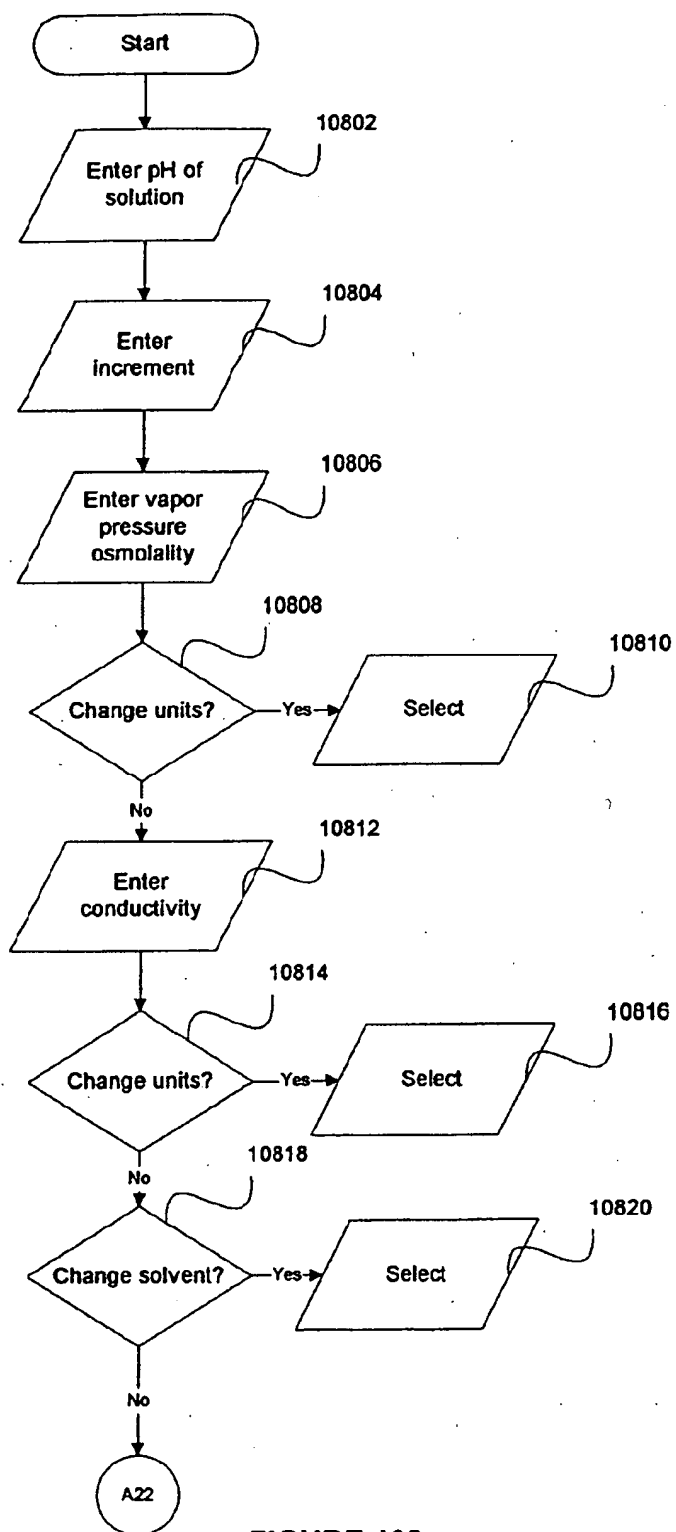 Start
10802
Enter pH of
solution
10804
Enter
increment
10806
Enter vapor
pressure
osmolality
10808
Change units?
Yes
Select
10810
No
10812
Enter
conductivity
10814
Change units?
Yes
Select
10816
No
10818
Change solvent?
Yes
Select
10820
No
A22